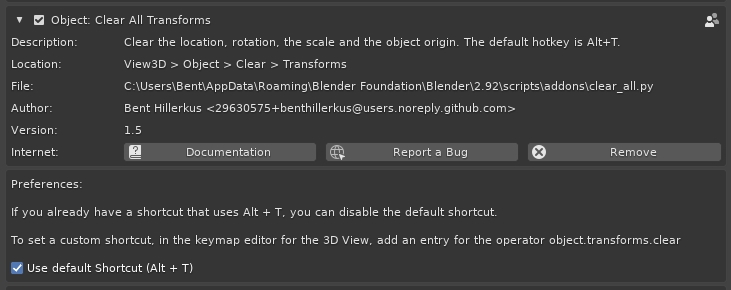 Object: Clear All Transforms
Description: Clear the location, rotation, the scale and the object origin. The default hotkey is Alt+T.
Location: View3D > Object > Clear > Transforms
File: C:\Users\Bent\AppData\Roaming\Blender Foundation\Blender\2.92\scripts\addons\clear_all.py
Author: Bent Hillerkus <29630575+benthillerkus@users.noreply.github.com>
Version: 1.5
Internet: Documentation Report a Bug Remove
Preferences:
If you already have a shortcut that uses Alt + T, you can disable the default shortcut.
To set a custom shortcut, in the keymap editor for the 3D View, add an entry for the operator object.transforms.clear
Use default Shortcut (Alt + T)